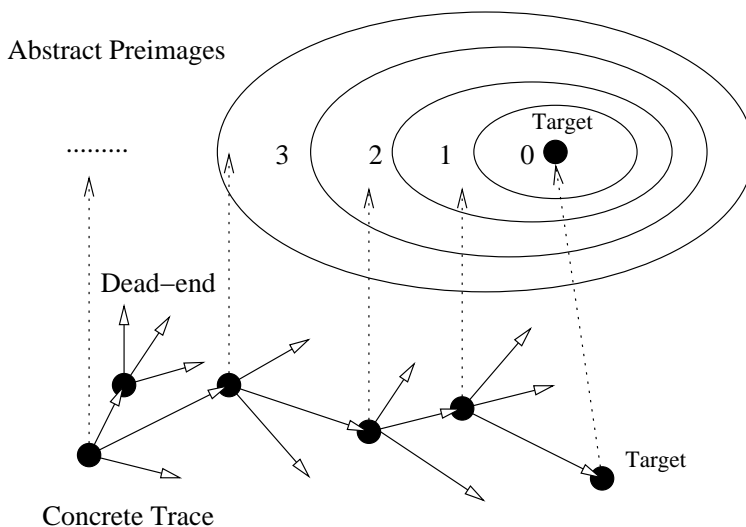 Abstract Preimages
Target
.........
3 2 1 0
Dead−end
Target
Concrete Trace